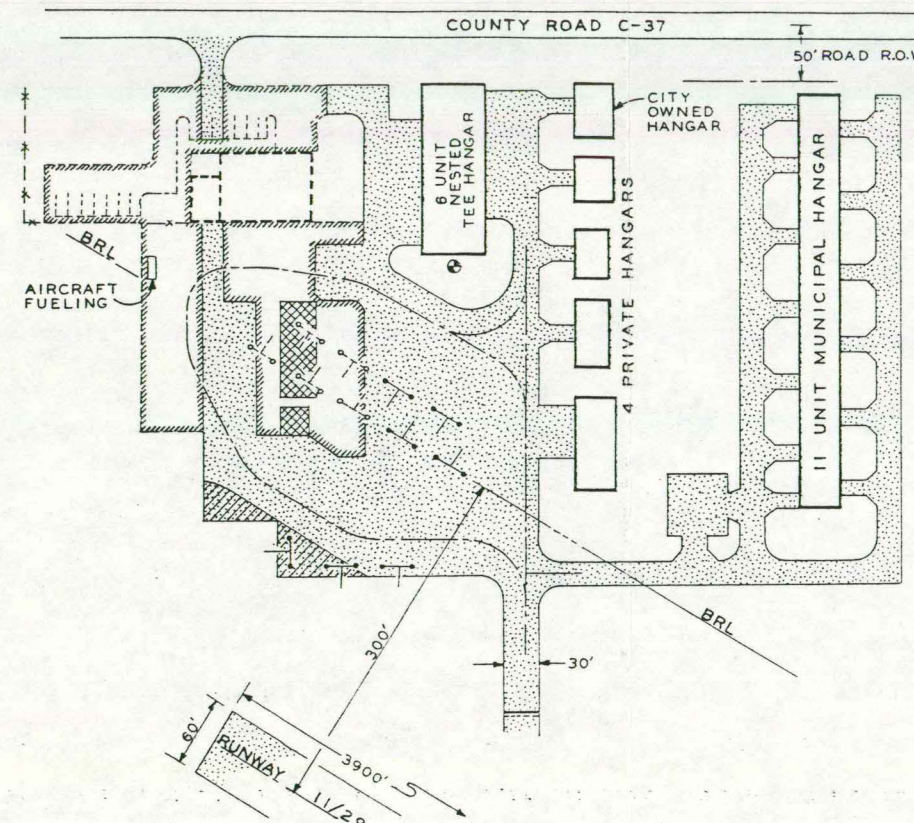 COUNTY ROAD C-37
50' ROAD R.O.W
CITY
OWNED
HANGAR
6 UNIT
NESTED
TEE HANGAR
4 PRIVATE HANGARS
11 UNIT MUNICIPAL HANGAR
BRL
AIRCRAFT
FUELING
BRL
300'
30'
60'
3900'
RUNWAY 11/29